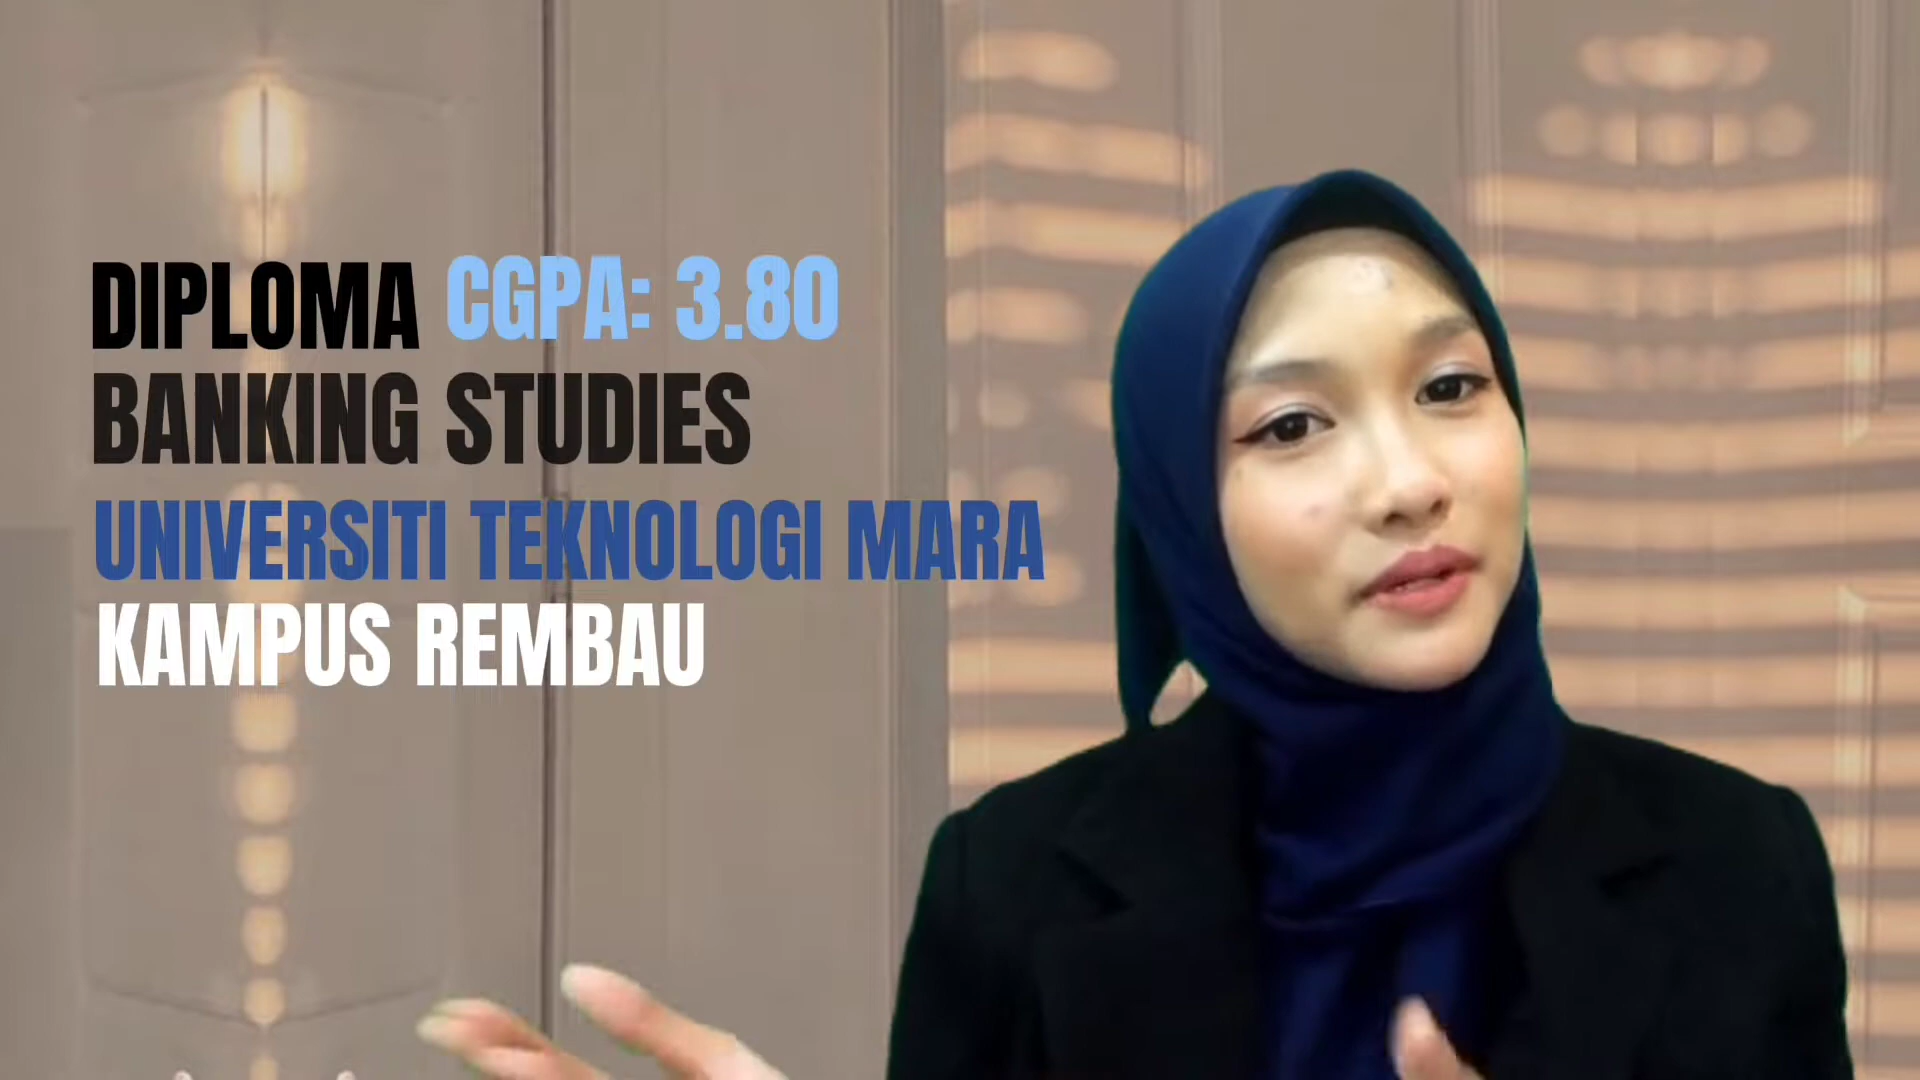 DIPLOMA CGPA: 3.80
BANKING STUDIES
UNIVERSITI TEKNOLOGI MARA
KAMPUS REMBAU